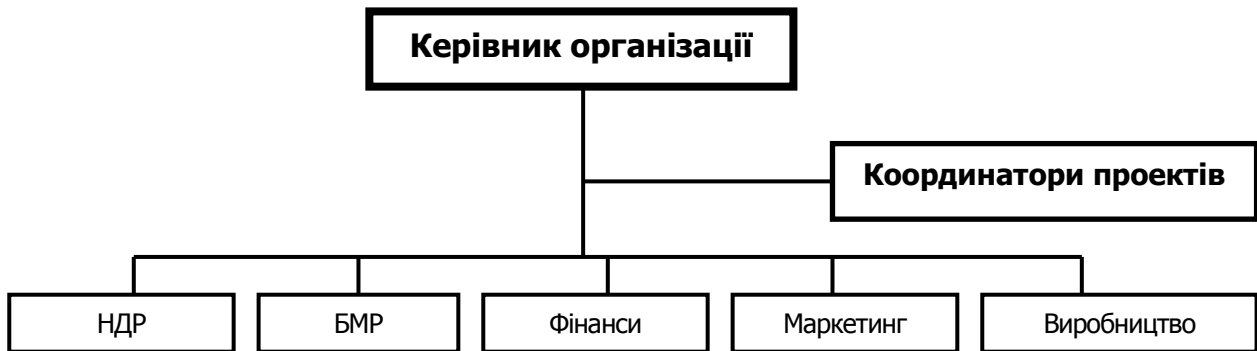 Керівник організації
Координатори проектів
НДР
БМР
Фінанси
Маркетинг
Виробництво